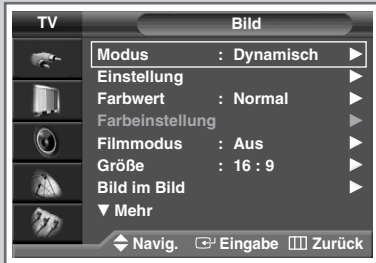 TV Bild
Modus : Dynamisch
Einstellung
Farbwert : Normal
Farbeinstellung
Filmmodus : Aus
Größe : 16 : 9
Bild im Bild
▼ Mehr
Navig. Eingabe Zurück